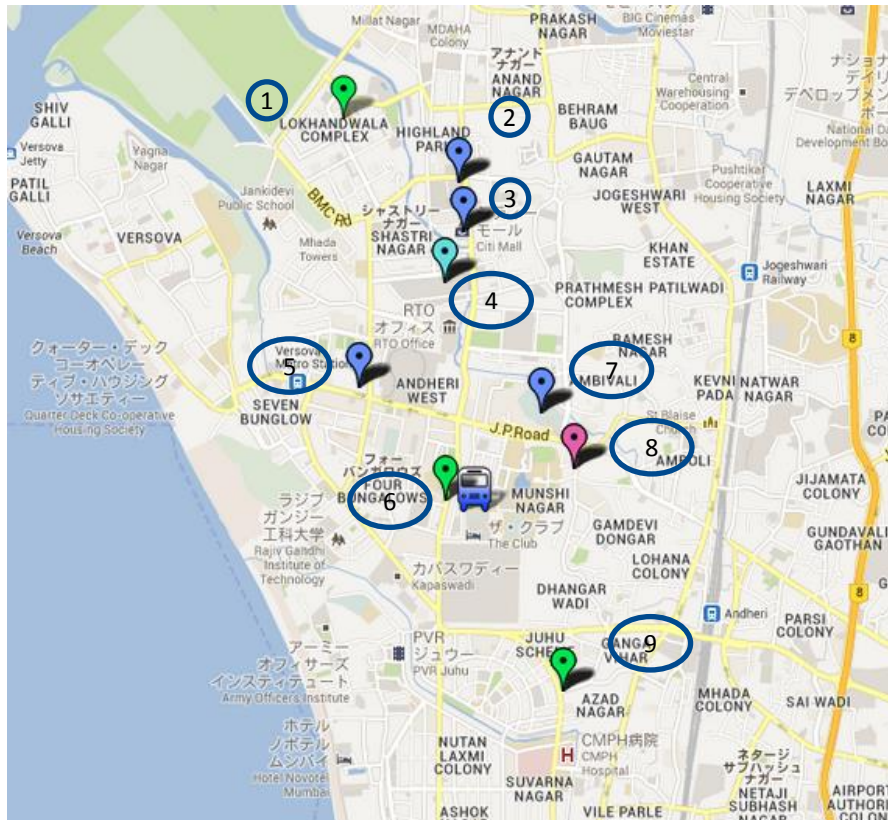 Millat Nagar
MDAHA
Colony
PRAKASH
NAGAR
BIG Cinemas
Moviestar
アナンド
ナガー
ANAND
NAGAR
Central
Warehousing
Cooperation
ナショナ
デイリ
デベロップメン
ボー
National Da
Development Bo
SHIV
GALLI
1
LOKHANDWALA
COMPLEX
HIGHLAND
PARK
2
BEHRAM
BAUG
Versova
Jetty
Yagna
Nagar
GAUTAM
NAGAR
Pushtikar
Cooperative
Housing Society
PATIL
GALLI
Jankidevi
Public School
BMC Rd
3
JOGESHWARI
WEST
LAXMI
NAGAR
Versova
Beach
VERSOVA
シャストリー
ナガー
SHASTRI
NAGAR
モール
Citi Mall
Mhada
Towers
KHAN
ESTATE
Jogeshwari
Railway
4
PRATHMESH
COMPLEX
PATILWADI
RTO
オフィス
RTO Office
8
RAMESH
NAGAR
クォーター・デック
コーオペレー
ティブ・ハウジング
ソサエティー
Quarter Deck Co-operative
Housing Society
Versova
Metro Station
5
7
AMBIVALI
ANDHERI
WEST
KEVNI
PADA
NATWAR
NAGAR
SEVEN
BUNGLOW
J.P.Road
St Blaise
Church
8
AMBOLI
フォー
バンガロウズ
FOUR
BUNGALOWS
6
MUNSHI
NAGAR
JIJAMATA
COLONY
ラジブ
ガンジー
工科大学
Rajiv Gandhi
Institute of
Technology
ザ・クラブ
The Club
GAMDEVI
DONGAR
GUNDAVALI
GAOTHAN
カパスワディー
Kapaswadi
LOHANA
COLONY
DHANGAR
WADI
8
Andheri
PARSI
COLONY
アーミー
オフィサーズ
インスティテュート
Army Officers Institute
PVR
ジュウー
PVR Juhu
JUHU
SCHEME
GANGA
VIHAR
9
AZAD
NAGAR
MHADA
COLONY
SAI WADI
ホテル
ノボテル
ムンバイ
Hotel Novotel
Mumbai
NUTAN
LAXMI
COLONY
CMPH病院
CMPH
Hospital
ネタージ
サブハッシュ
ナガー
NETAJI
SUBHASH
NAGAR
SUVARNA
NAGAR
AIRPORT
AUTHORI
COLON
ASHOK
NAGAR
VILE PARLE